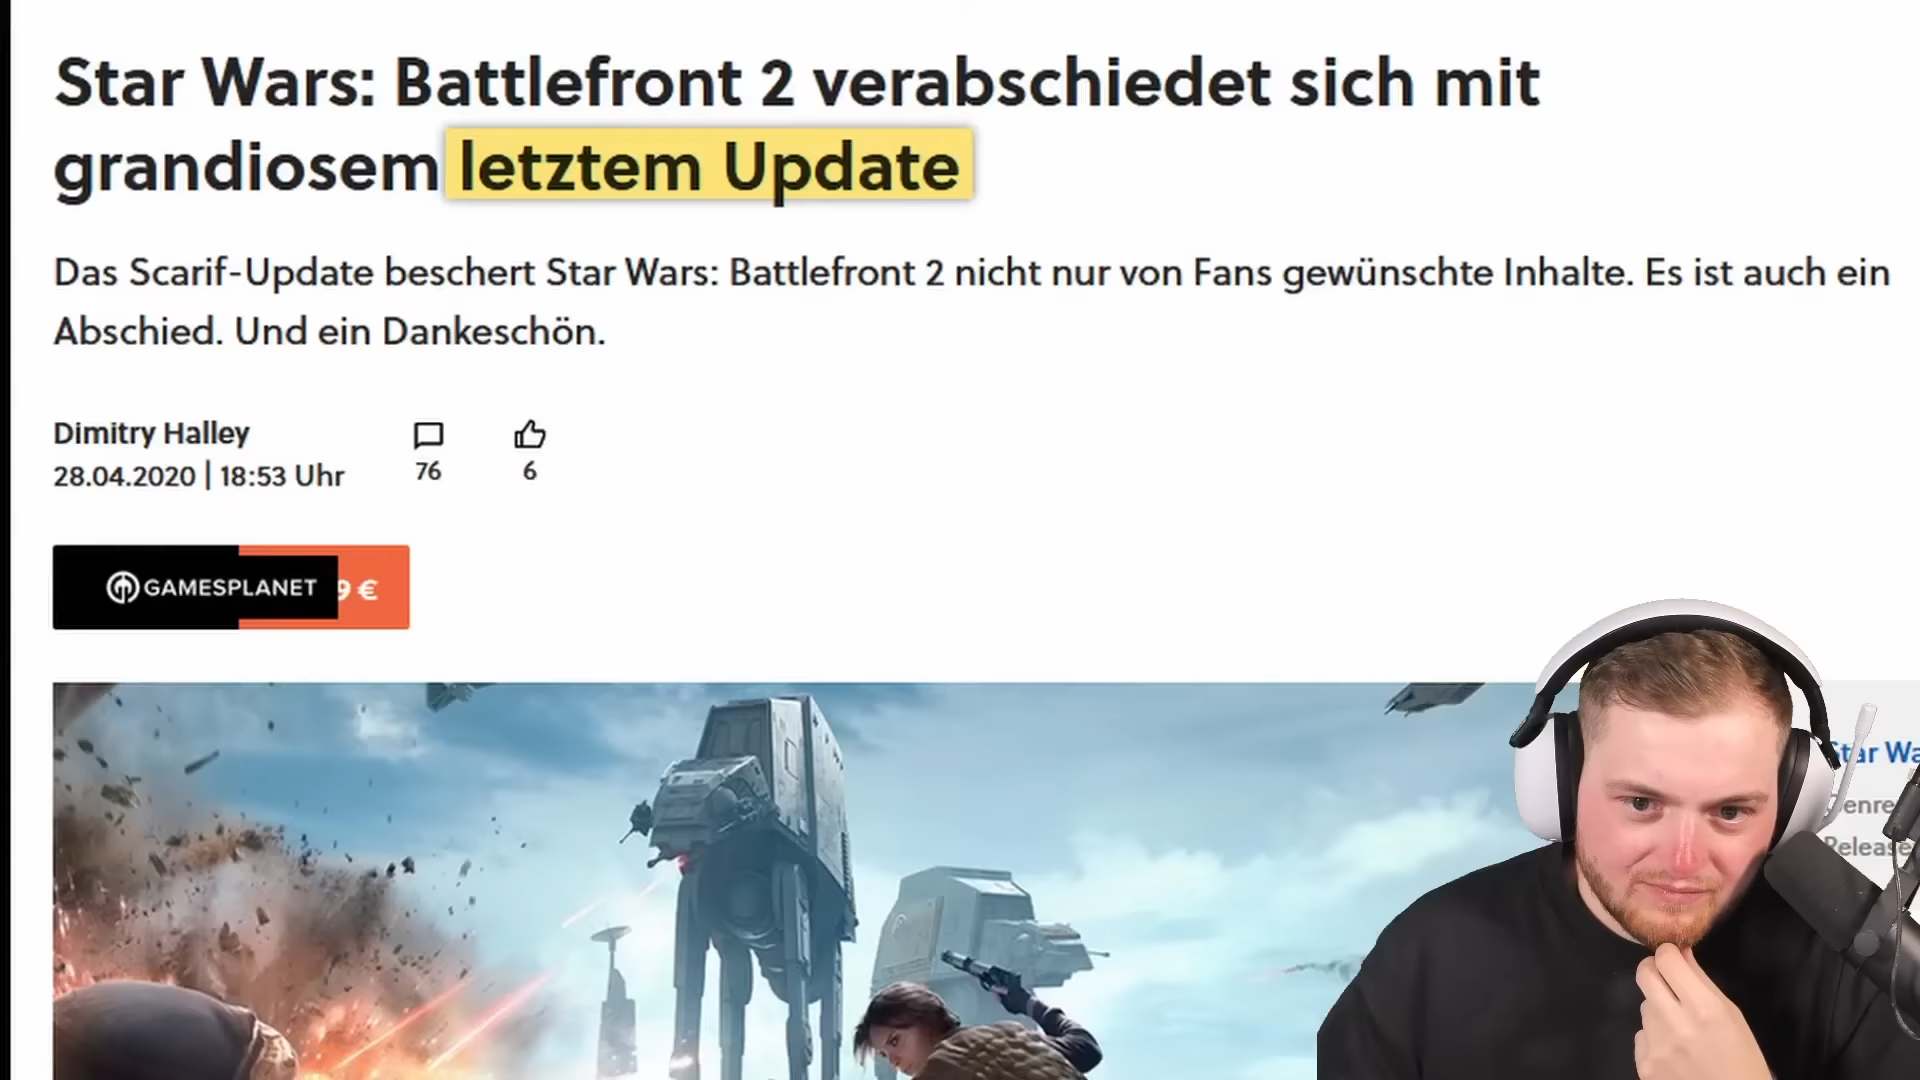 Star Wars: Battlefront 2 verabschiedet sich mit
grandiosem letztem Update
Das Scarif-Update beschert Star Wars: Battlefront 2 nicht nur von Fans gewünschte Inhalte. Es ist auch ein
Abschied. Und ein Dankeschön.
Dimitry Halley
28.04.2020 | 18:53 Uhr
76
6
GAMESPLANET
9 €
Star Wa
Genre
Release